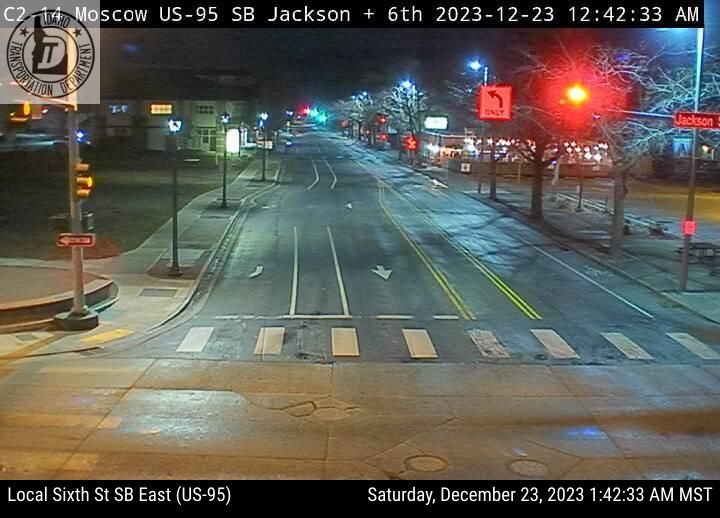 C2 14 Moscow US-95 SB Jackson + 6th 2023-12-23 12:42:33 AM
IDAHO
TRANSPORTATION DEPARTMENT
ONLY
Jackson S
Local Sixth St SB East (US-95)
Saturday, December 23, 2023 1:42:33 AM MST